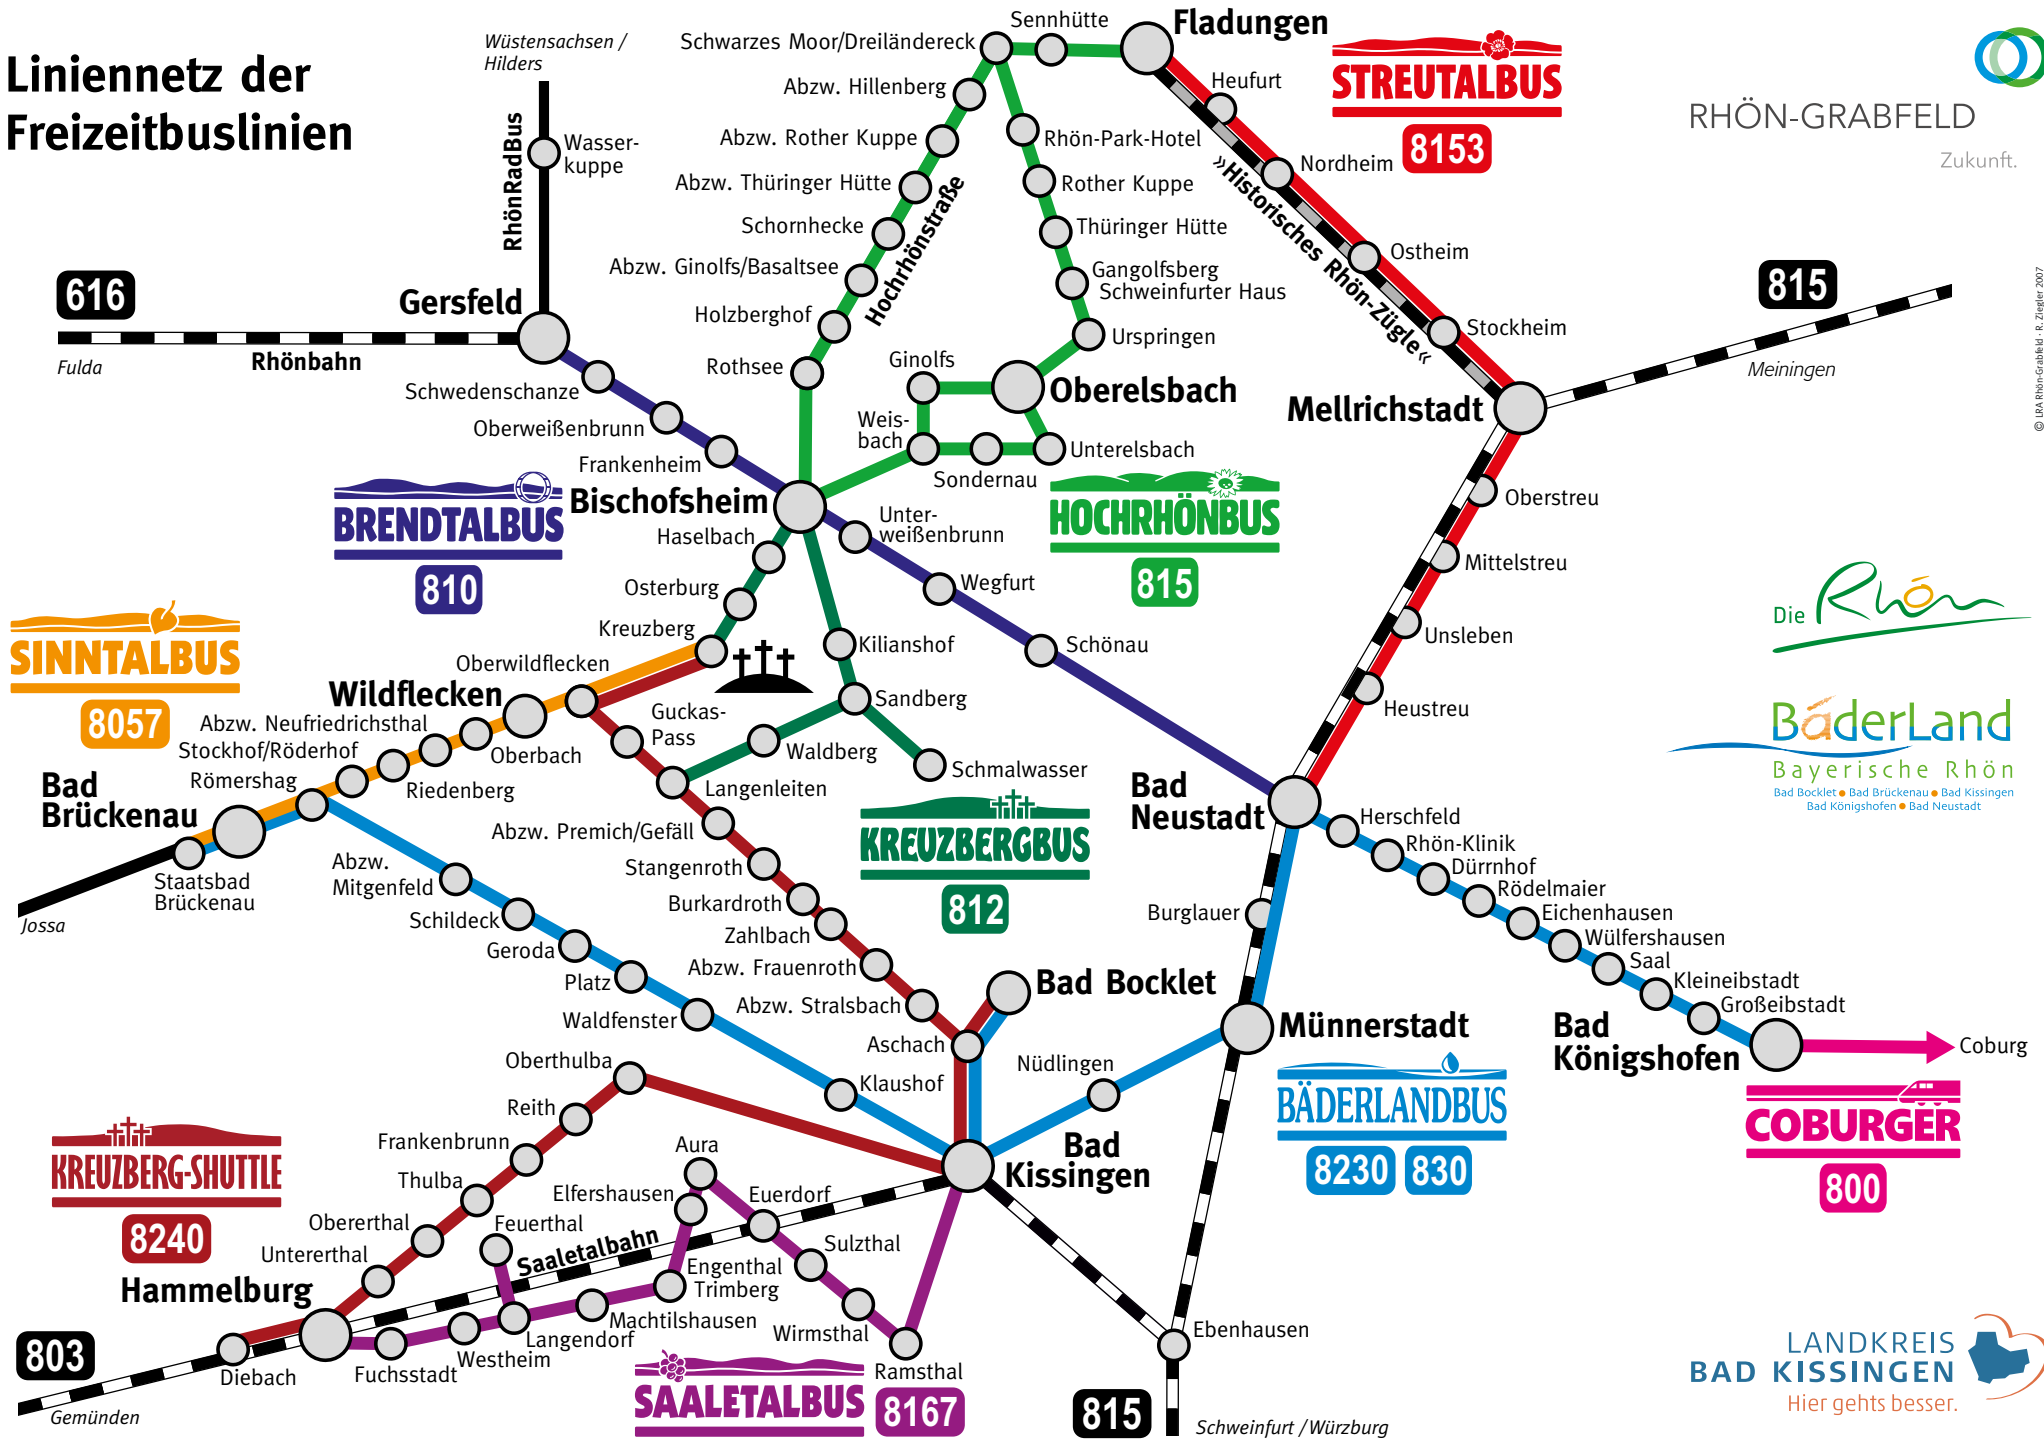 Liniennetz der
Freizeitbuslinien
Wüstensachsen /
Hilders
RhönRadBus
Wasser-
kuppe
616
Fulda
Rhönbahn
Gersfeld
Schwedenschanze
Oberweißenbrunn
Frankenheim
BRENDTALBUS
810
Bischofsheim
Schwarzes Moor/Dreiländereck
Sennhütte
Fladungen
Abzw. Hillenberg
Abzw. Rother Kuppe
Abzw. Thüringer Hütte
Schornhecke
Abzw. Ginolfs/Basaltsee
Holzberghof
Rothsee
Hochrhönstraße
Rhön-Park-Hotel
Rother Kuppe
Thüringer Hütte
Gangolfsberg
Schweinfurter Haus
Urspringen
Ginolfs
Oberelsbach
Weis-
bach
Sondernau
Unterelsbach
HOCHRHÖNBUS
815
STREUTALBUS
8153
Heufurt
Nordheim
Ostheim
Stockheim
»Historisches Rhön-Zügle«
Mellrichstadt
815
Meiningen
RHÖN-GRABFELD
Zukunft.
© LRA Rhön-Grabfeld · R. Ziegler 2007
Oberstreu
Mittelstreu
Unsleben
Heustreu
Unter-
weißenbrunn
Wegfurt
Schönau
Bad
Neustadt
Haselbach
Osterburg
Kreuzberg
Kilianshof
Sandberg
Waldberg
Schmalwasser
KREUZBERGBUS
812
SINNTALBUS
8057
Oberwildflecken
Wildflecken
Abzw. Neufriedrichsthal
Stockhof/Röderhof
Römershag
Oberbach
Riedenberg
Bad
Brückenau
Staatsbad
Brückenau
Jossa
Guckas-
Pass
Langenleiten
Abzw. Premich/Gefäll
Stangenroth
Burkardroth
Zahlbach
Abzw. Frauenroth
Abzw. Stralsbach
Aschach
Bad Bocklet
Abzw.
Mitgenfeld
Schildeck
Geroda
Platz
Waldfenster
Klaushof
Die Rhön
BäderLand
Bayerische Rhön
Bad Bocklet ● Bad Brückenau ● Bad Kissingen
Bad Königshofen ● Bad Neustadt
Herschfeld
Rhön-Klinik
Dürrnhof
Rödelmaier
Eichenhausen
Wülfershausen
Saal
Kleineibstadt
Großeibstadt
Bad
Königshofen
Coburg
COBURGER
800
Burglauer
Münnerstadt
Nüdlingen
BÄDERLANDBUS
8230
830
Bad
Kissingen
Oberthulba
Reith
Frankenbrunn
Thulba
Obererthal
Untererthal
KREUZBERG-SHUTTLE
8240
Hammelburg
803
Gemünden
Diebach
Saaletalbahn
Aura
Elfershausen
Euerdorf
Feuerthal
Sulzthal
Engenthal
Trimberg
Machtilshausen
Langendorf
Westheim
Fuchsstadt
Wirmsthal
Ramsthal
SAALETALBUS
8167
Ebenhausen
815
Schweinfurt / Würzburg
LANDKREIS
BAD KISSINGEN
Hier gehts besser.